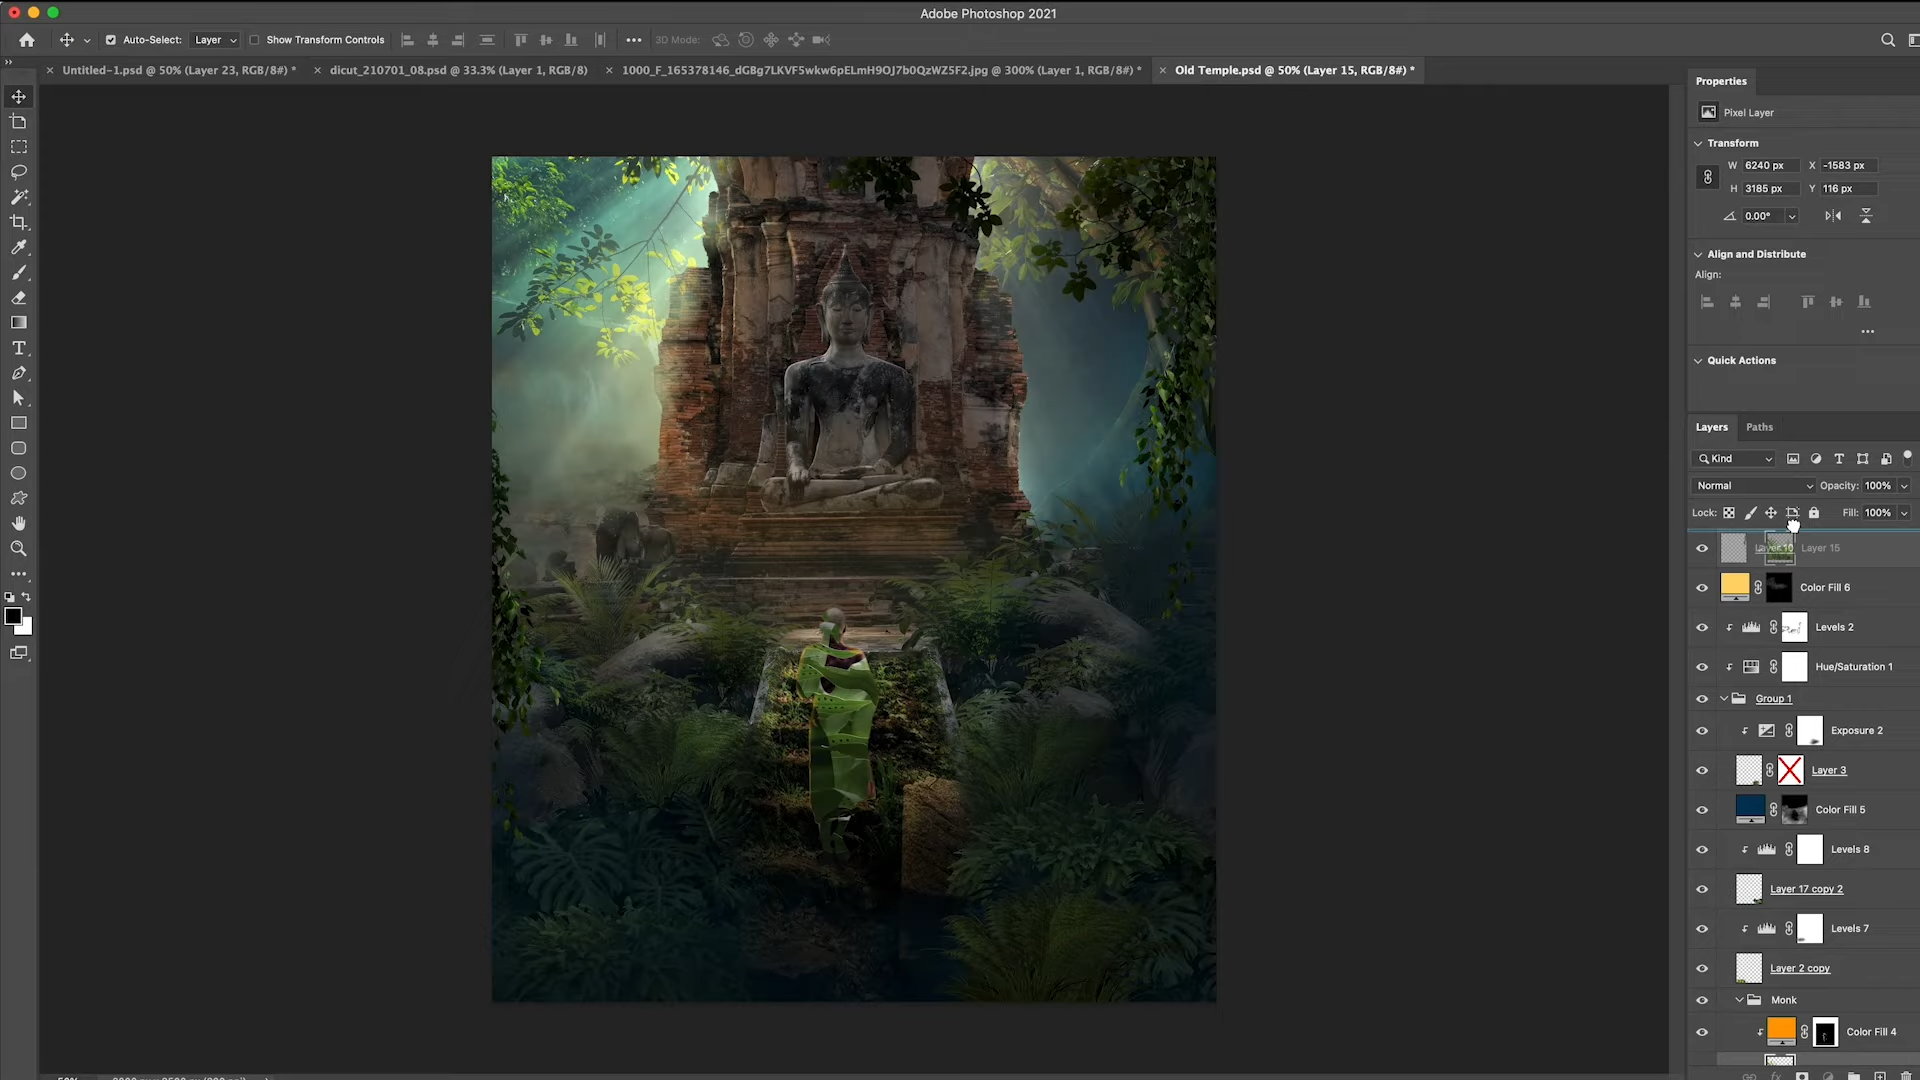 Adobe Photoshop 2021
Auto-Select: Layer Show Transform Controls 3D Mode:
Untitled-1.psd @ 50% (Layer 23, RGB/8#) *
dicut_210701_08.psd @ 33.3% (Layer 1, RGB/8)
1000_F_165378146_dGBg7LKVF5wkw6pELmH9OJ7b0QzWZ5F2.jpg @ 300% (Layer 1, RGB/8#) *
Old Temple.psd @ 50% (Layer 15, RGB/8#) *
Properties
Pixel Layer
Transform
W 6240 px X -1583 px
H 3185 px Y 116 px
0.00°
Align and Distribute
Align:
Quick Actions
Layers Paths
Kind
Normal Opacity: 100%
Lock: Fill: 100%
Layer 10 Layer 15
Color Fill 6
Levels 2
Hue/Saturation 1
Group 1
Exposure 2
Layer 3
Color Fill 5
Levels 8
Layer 17 copy 2
Levels 7
Layer 2 copy
Monk
Color Fill 4